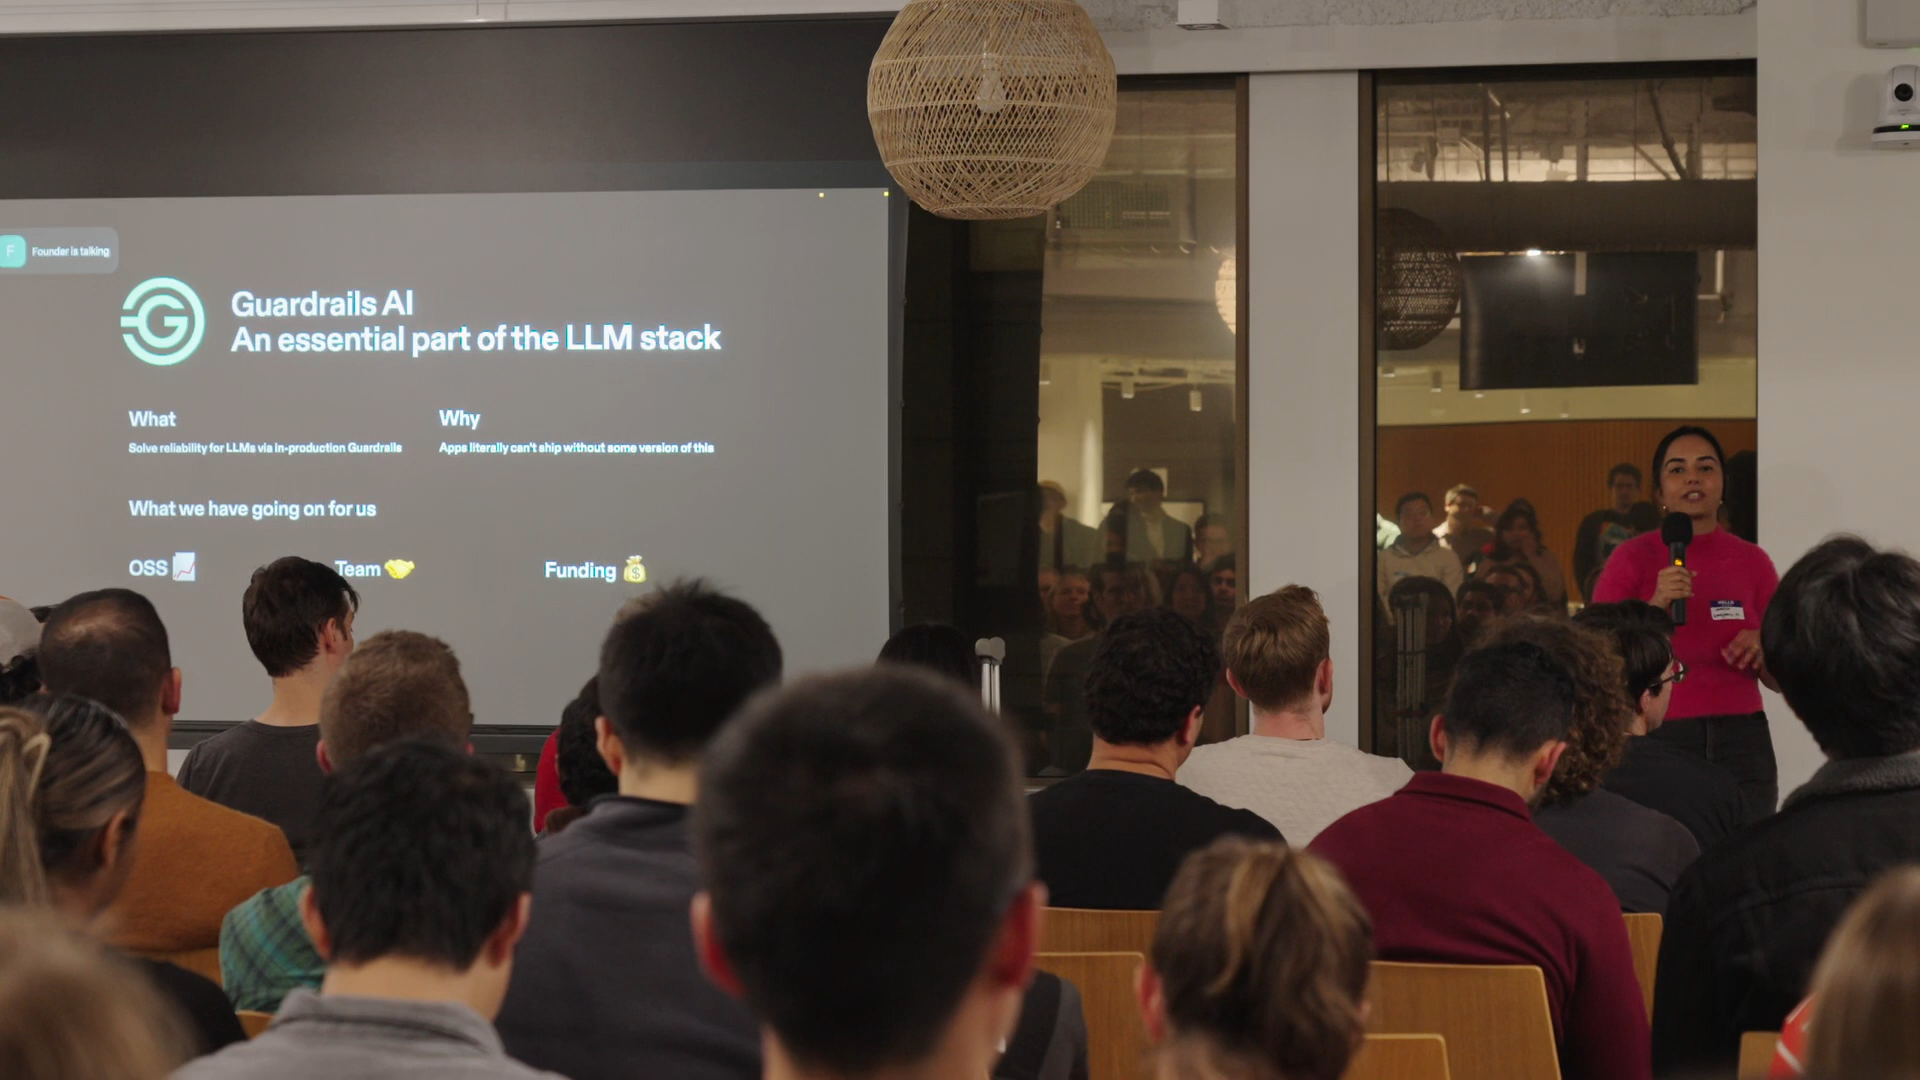 F
Founder is talking
G
Guardrails AI
An essential part of the LLM stack
What
Solve reliability for LLMs via in-production Guardrails
Why
Apps literally can't ship without some version of this
What we have going on for us
OSS
Team
Funding
HELLO